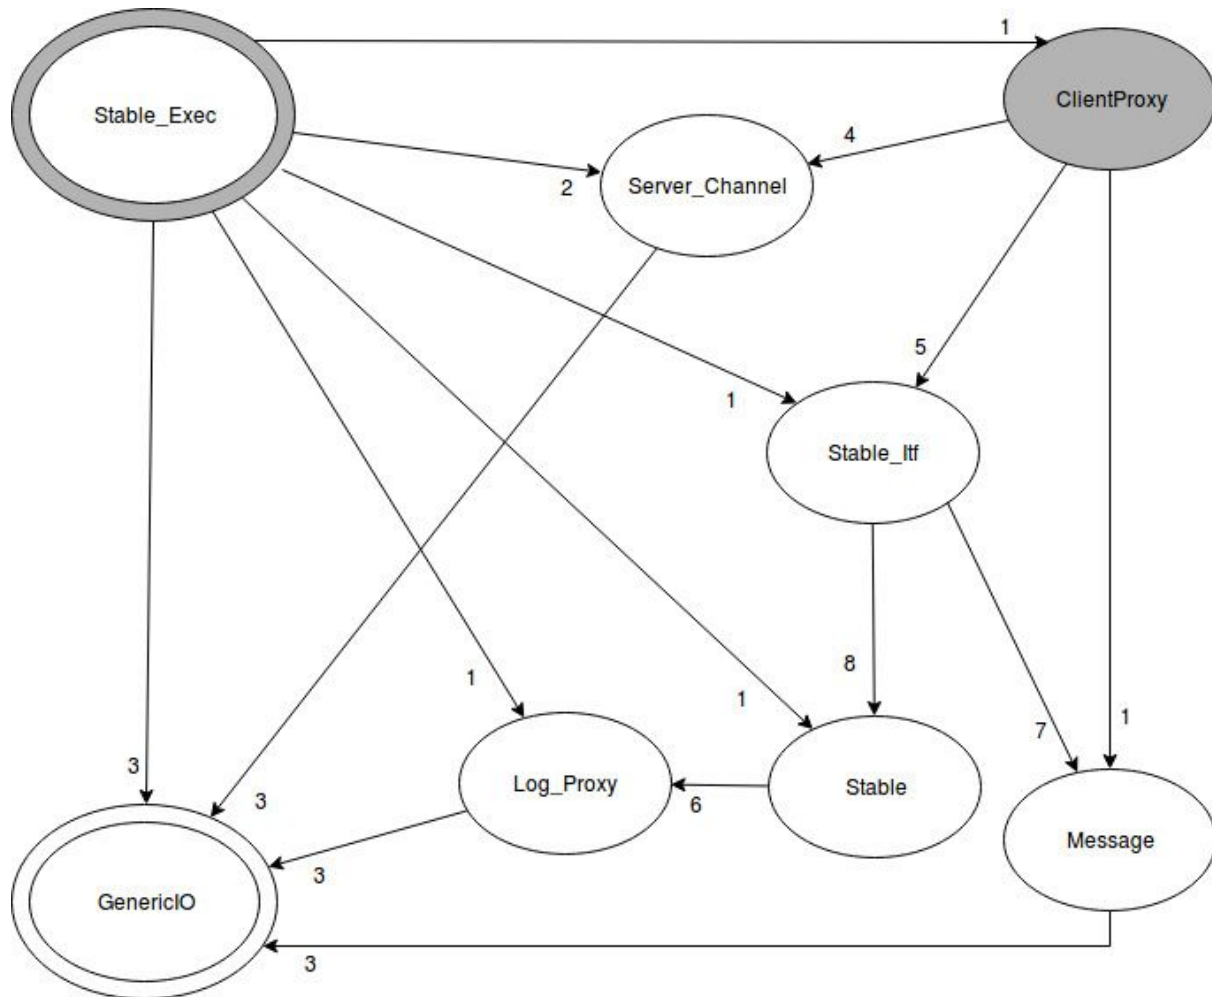 1
Stable_Exec
ClientProxy
4
2
Server_Channel
5
1
Stable_Itf
8
1
1
7
1
3
3
Log_Proxy
6
Stable
Message
3
GenericIO
3